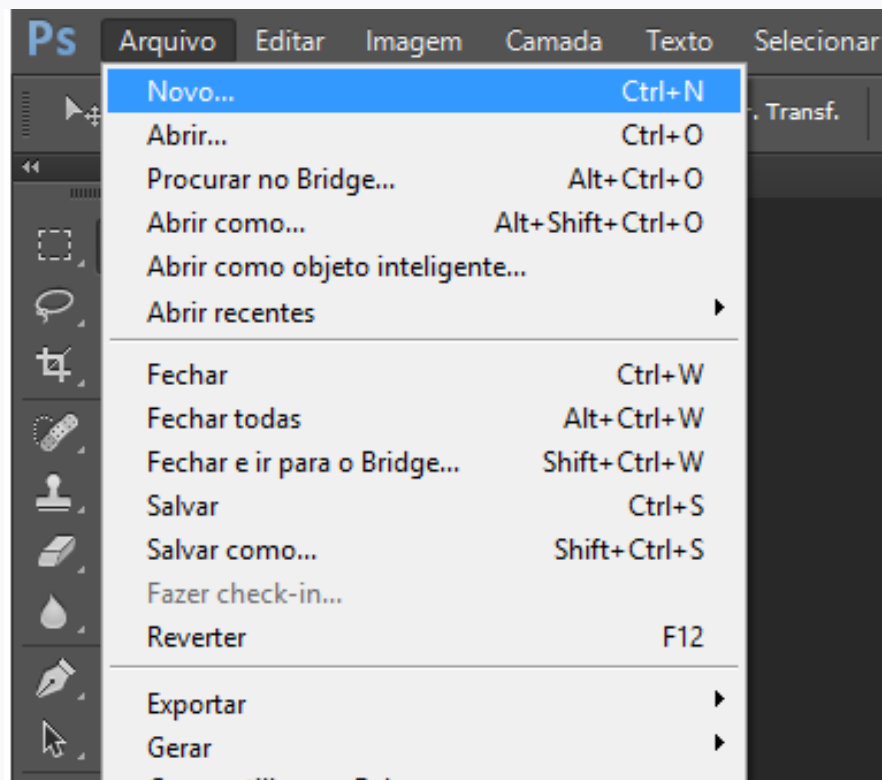 Ps Arquivo Editar Imagem Camada Texto Selecionar
Novo... Ctrl+N
. Transf.
Abrir... Ctrl+O
Procurar no Bridge... Alt+Ctrl+O
Abrir como... Alt+Shift+Ctrl+O
Abrir como objeto inteligente...
Abrir recentes
Fechar Ctrl+W
Fechar todas Alt+Ctrl+W
Fechar e ir para o Bridge... Shift+Ctrl+W
Salvar Ctrl+S
Salvar como... Shift+Ctrl+S
Fazer check-in...
Reverter F12
Exportar
Gerar